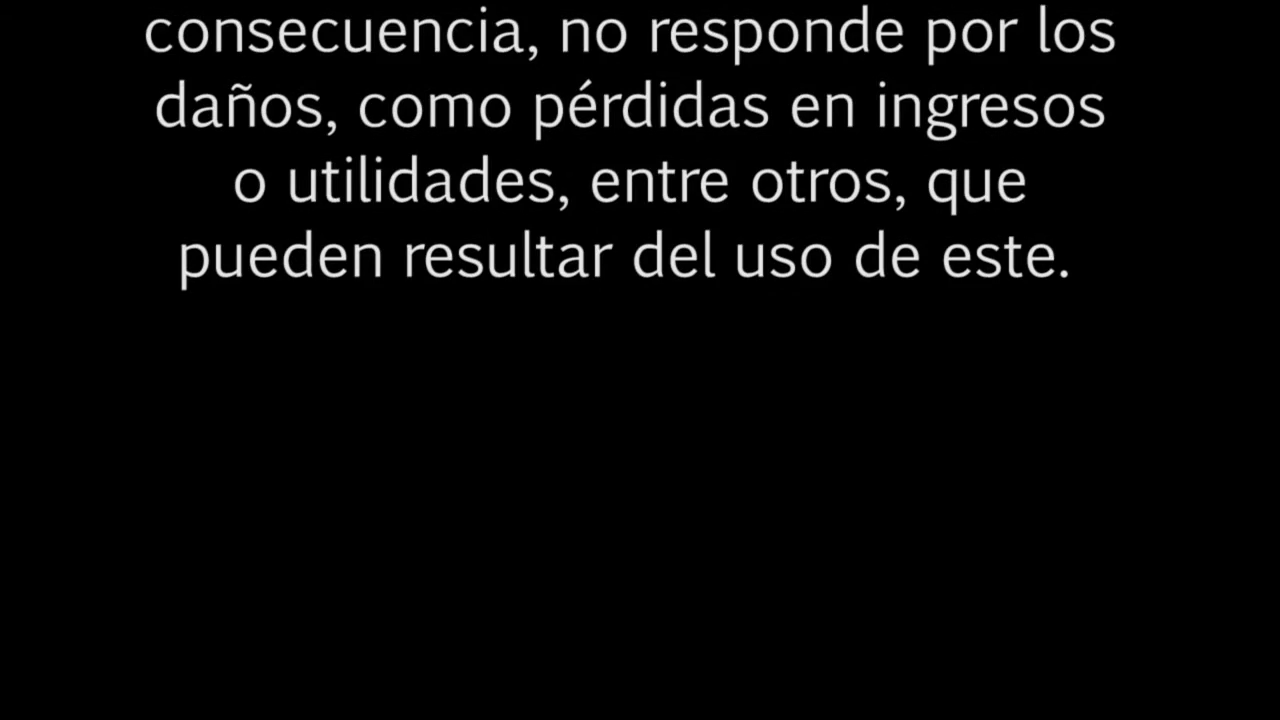 consecuencia, no responde por los
daños, como pérdidas en ingresos
o utilidades, entre otros, que
pueden resultar del uso de este.